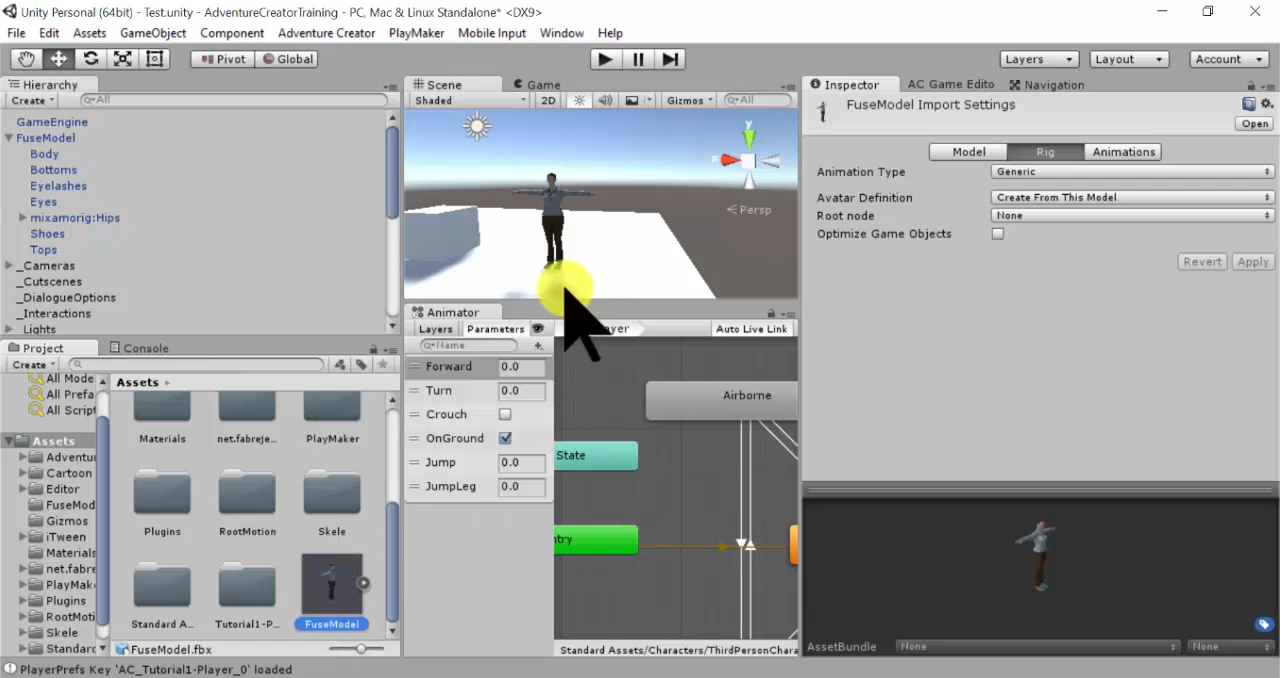 Unity Personal (64bit) - Test.unity - AdventureCreatorTraining - PC, Mac & Linux Standalone* <DX9>
File Edit Assets GameObject Component Adventure Creator PlayMaker Mobile Input Window Help
Pivot Global Layers Layout Account
Hierarchy
Create All
GameEngine
FuseModel
Body
Bottoms
Eyelashes
Eyes
mixamorig:Hips
Shoes
Tops
_Cameras
_Cutscenes
_DialogueOptions
_Interactions
_Lights
Scene Game
Shaded 2D Gizmos All
y
Persp
Animator
Layers Parameters Auto Live Link
Name
Forward 0.0
Turn 0.0
Crouch
OnGround
Jump 0.0
JumpLeg 0.0
Airborne
State
ntry
Standard Assets/Characters/ThirdPersonChara
Project Console
Create
All Mode
All Prefa
All Script
Assets
Adventu
Cartoon
Editor
FuseMod
Gizmos
iTween
Materials
net.fabre
PlayMak
Plugins
RootMoti
Skele
Standard
Assets
Materials net.fabreje... PlayMaker
Plugins RootMotion Skele
Standard A... Tutorial1-P... FuseModel
FuseModel.fbx
Inspector AC Game Edito Navigation
FuseModel Import Settings
Open
Model Rig Animations
Animation Type Generic
Avatar Definition Create From This Model
Root node None
Optimize Game Objects
Revert Apply
AssetBundle None None
PlayerPrefs Key 'AC_Tutorial1-Player_0' loaded